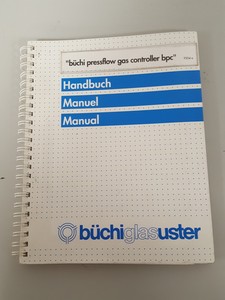 "büchi pressflow gas controller bpc"
Handbuch
Manuel
Manual
büchiglasuster